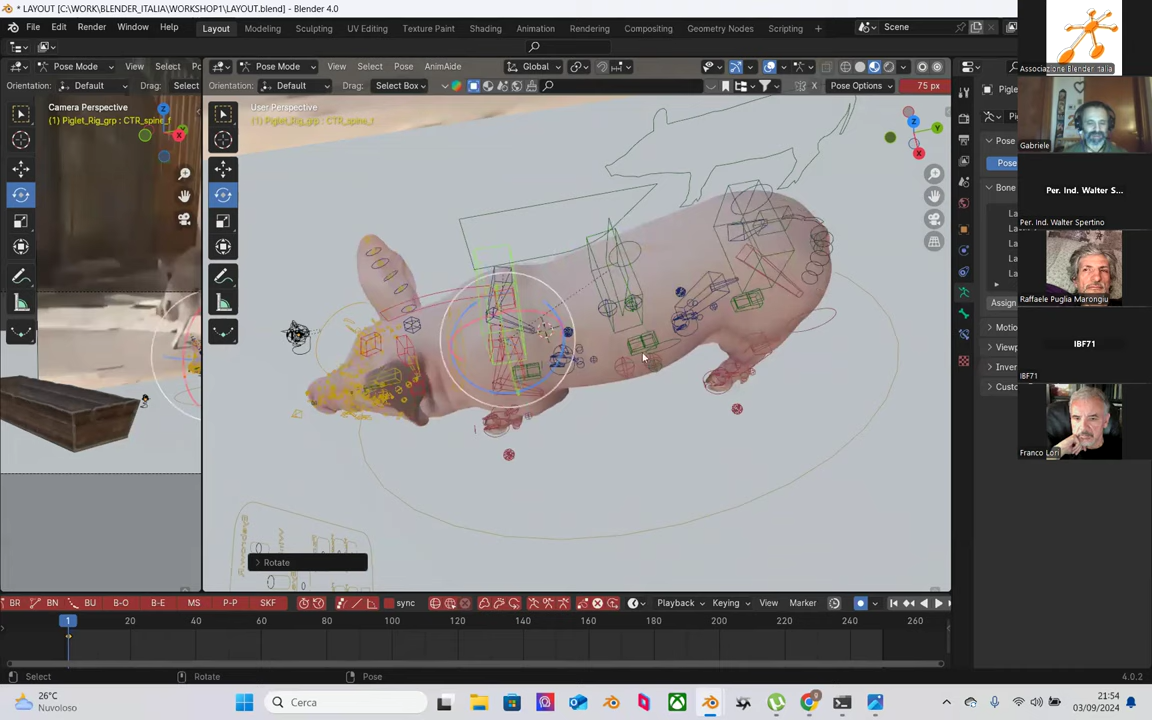 * LAYOUT [C:\WORK\BLENDER_ITALIA\WORKSHOP1\LAYOUT.blend] - Blender 4.0
File Edit Render Window Help
Layout Modeling Sculpting UV Editing Texture Paint Shading Animation Rendering Compositing Geometry Nodes Scripting
Scene
Pose Mode View Select
Pose Mode View Select Pose AnimAide Global
Orientation: Default Drag: Select
Orientation: Default Drag: Select Box 75 px Pose Options
Camera Perspective
(1) Piglet_Rig_grp : CTR_spine_f
User Perspective
(1) Piglet_Rig_grp : CTR_spine_f
Z
Y
X
Pose
Pose
Bone
Assign
Motio
Viewp
Inver
Custo
Associazione Blender Italia
Gabriele
Per. Ind. Walter S...
Per. Ind. Walter Spertino
Raffaele Puglia Marongiu
IBF71
IBF71
Franco Lori
Rotate
BR BN BU B-O B-E MS P-P SKF sync Playback Keying View Marker
1 20 40 60 80 100 120 140 160 180 200 220 240 260
Select Rotate Pose 4.0.2
26°C
Nuvoloso
Cerca
21:54
03/09/2024